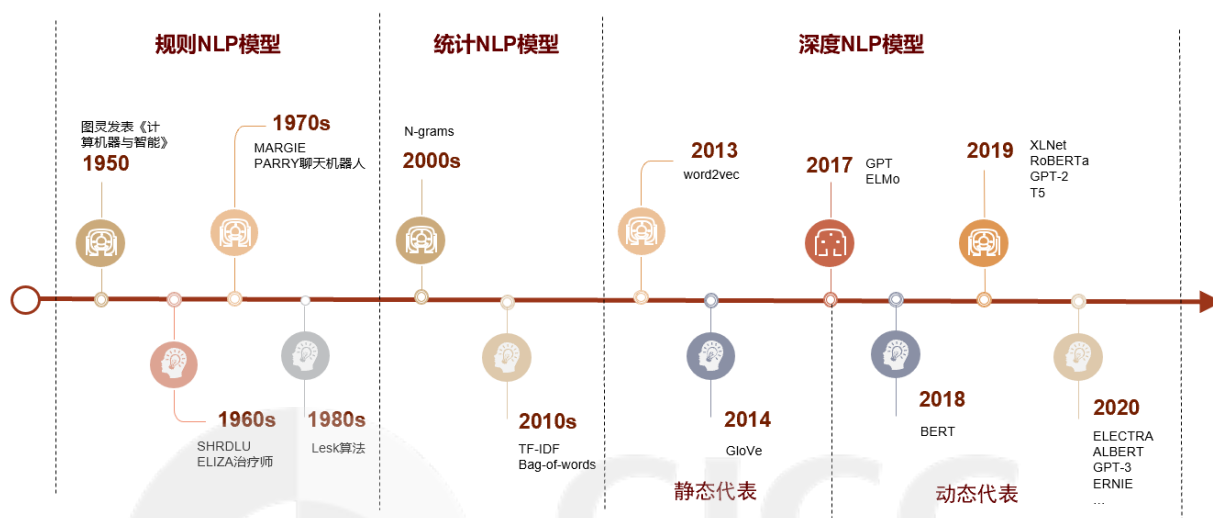 规则NLP模型
统计NLP模型
深度NLP模型
图灵发表《计
算机器与智能》
1950
1970s
MARGIE
PARRY聊天机器人
N-grams
2000s
2013
word2vec
2017
GPT
ELMo
2019
XLNet
RoBERTa
GPT-2
T5
1960s
SHRDLU
ELIZA治疗师
1980s
Lesk算法
2010s
TF-IDF
Bag-of-words
2014
GloVe
2018
BERT
2020
ELECTRA
ALBERT
GPT-3
ERNIE
...
静态代表
动态代表
CICC